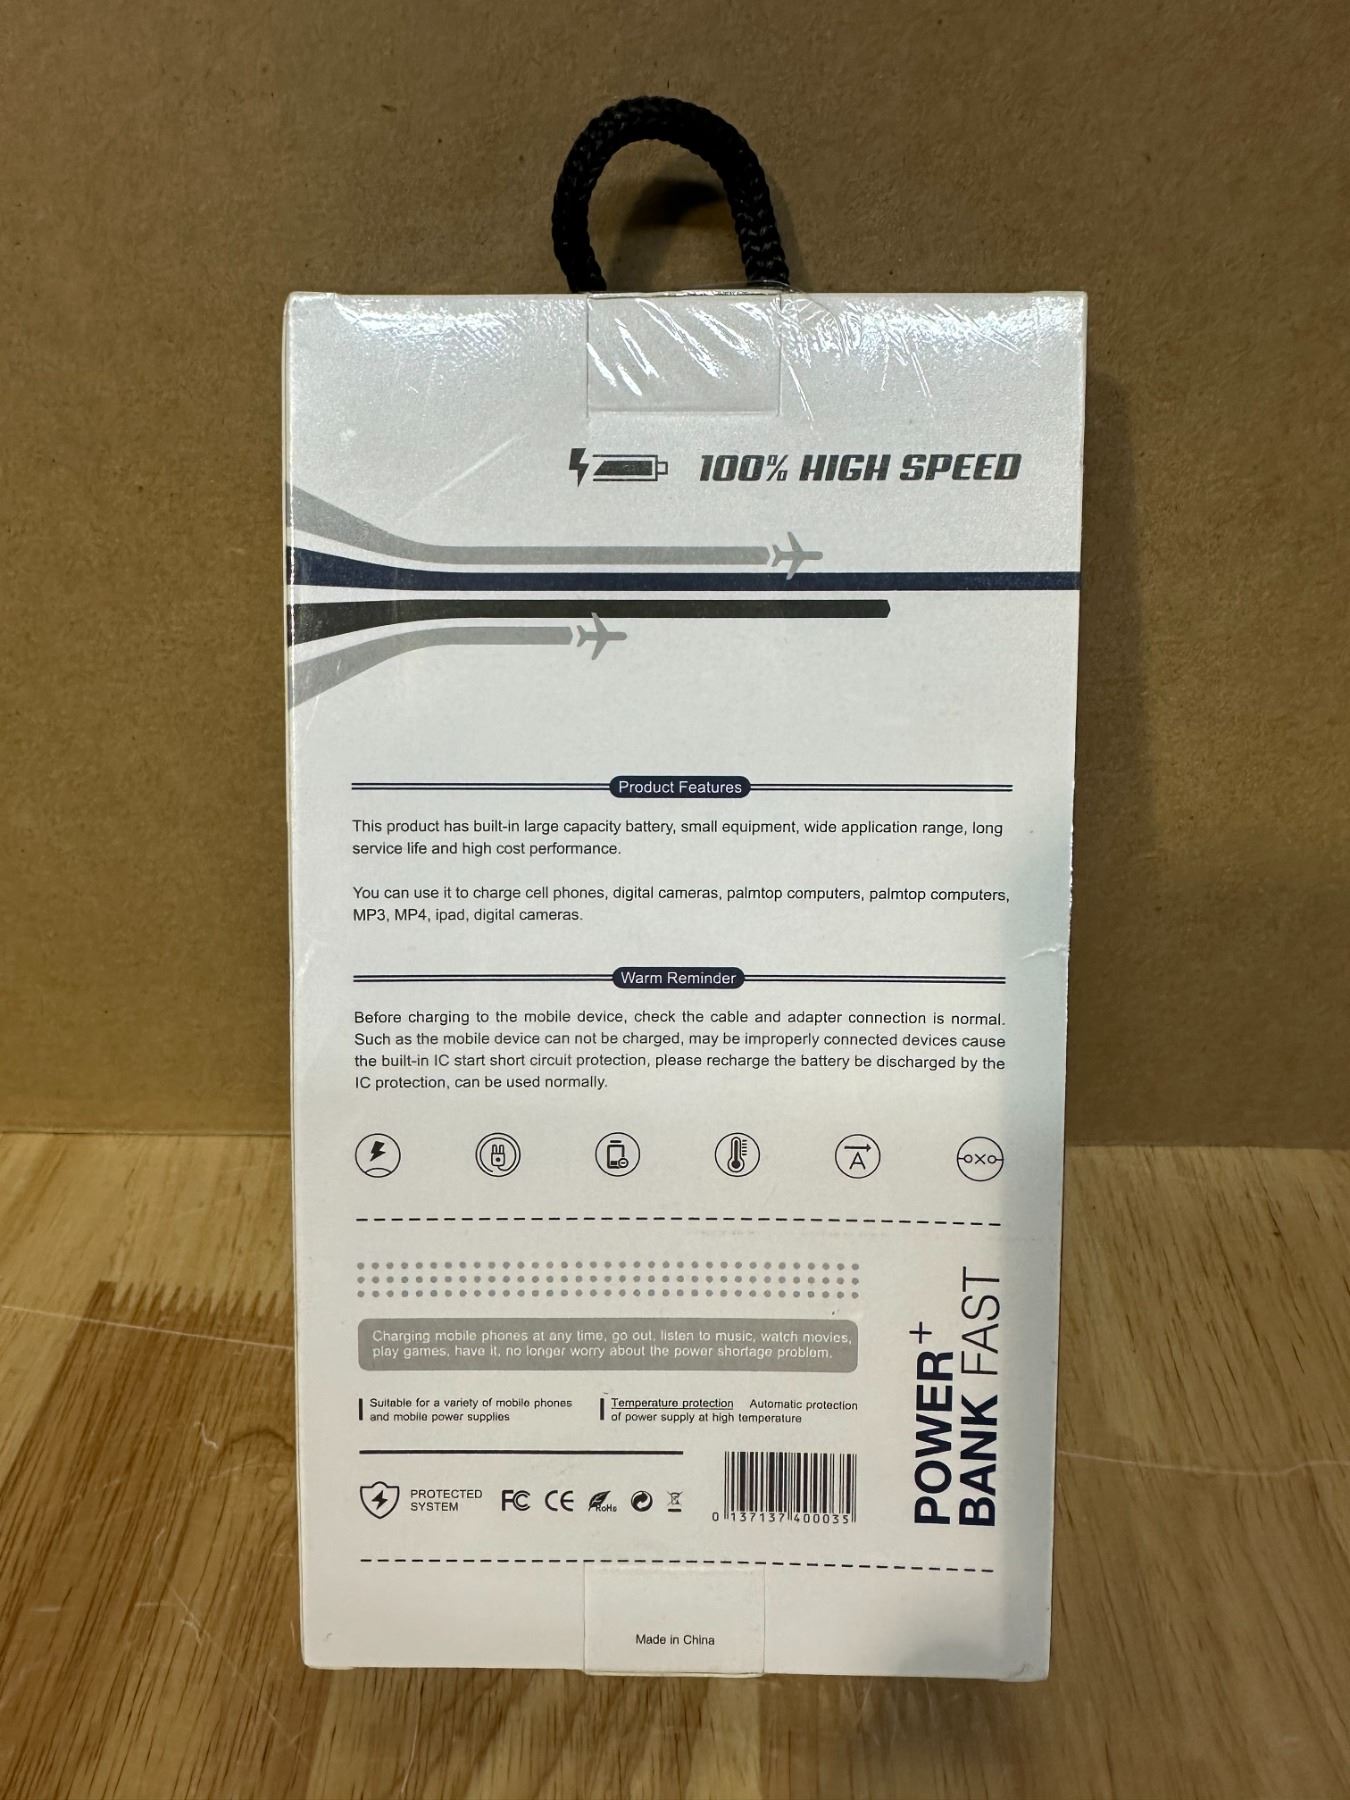 100% HIGH SPEED
Product Features
This product has built-in large capacity battery, small equipment, wide application range, long
service life and high cost performance.
You can use it to charge cell phones, digital cameras, palmtop computers, palmtop computers,
MP3, MP4, ipad, digital cameras.
Warm Reminder
Before charging to the mobile device, check the cable and adapter connection is normal.
Such as the mobile device can not be charged, may be improperly connected devices cause
the built-in IC start short circuit protection, please recharge the battery be discharged by the
IC protection, can be used normally.
A
Charging mobile phones at any time, go out, listen to music, watch movies,
play games, have it, no longer worry about the power shortage problem.
Suitable for a variety of mobile phones
and mobile power supplies
Temperature protection Automatic protection
of power supply at high temperature
PROTECTED
SYSTEM
FC CE RoHs
0 137137 400035
POWER+
BANK FAST
Made in China